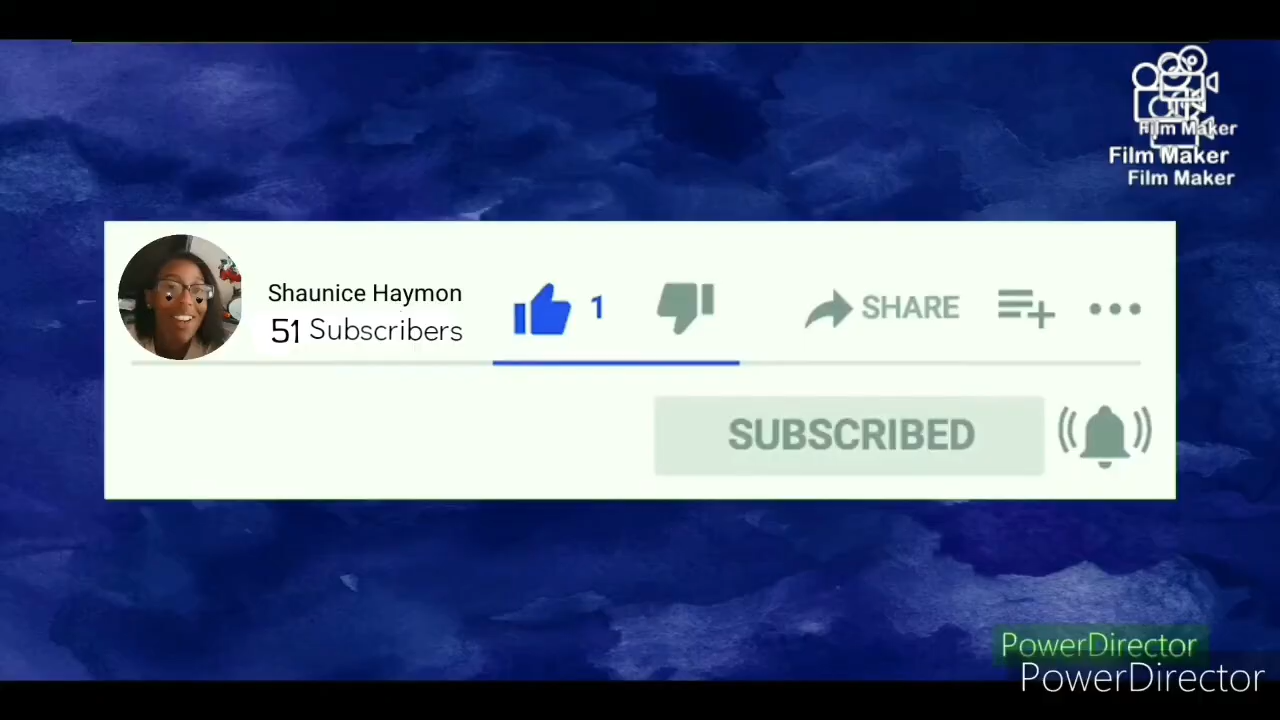 Film Maker
Film Maker
Film Maker
Shaunice Haymon
51 Subscribers
1
SHARE
SUBSCRIBED
PowerDirector
PowerDirector